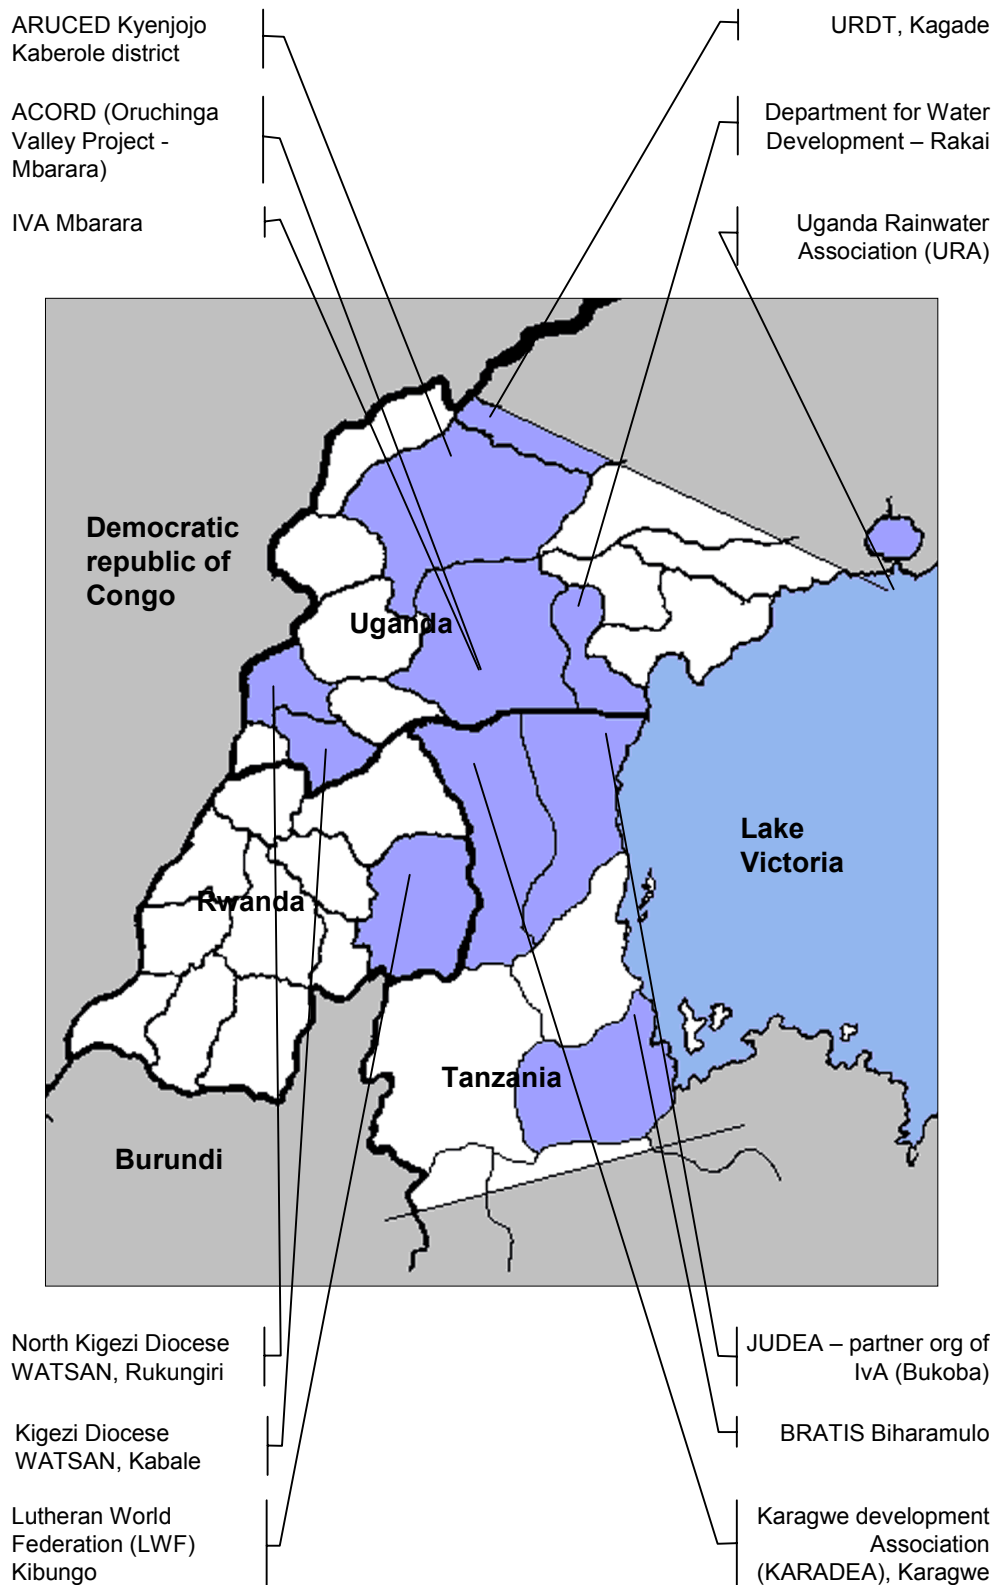 ARUCED Kyenjojo
Kaberole district
URDT, Kagade
ACORD (Oruchinga
Valley Project -
Mbarara)
Department for Water
Development – Rakai
IVA Mbarara
Uganda Rainwater
Association (URA)
Democratic
republic of
Congo
Uganda
Lake
Victoria
Rwanda
Tanzania
Burundi
North Kigezi Diocese
WATSAN, Rukungiri
JUDEA – partner org of
IvA (Bukoba)
Kigezi Diocese
WATSAN, Kabale
BRATIS Biharamulo
Lutheran World
Federation (LWF)
Kibungo
Karagwe development
Association
(KARADEA), Karagwe